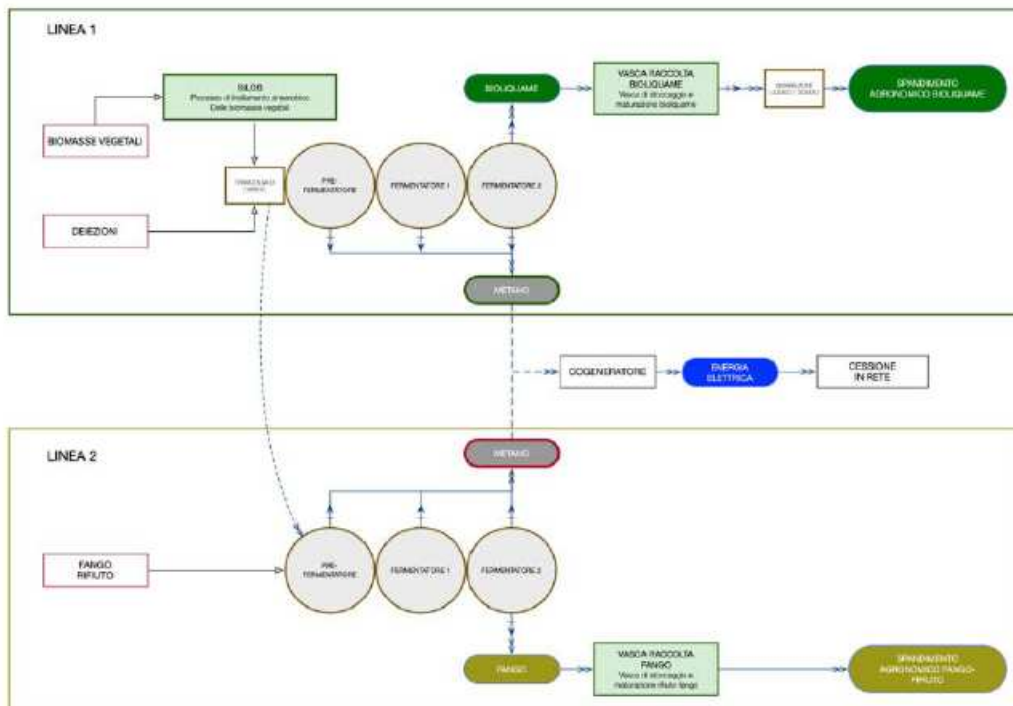 LINEA 1
SILOS
Processo di trattamento anaerobico
Delle biomasse vegetali
BIOMASSE VEGETALI
DEIEZIONI
PRE-
FERMENTATORE
FERMENTATORE 1
FERMENTATORE 2
BIOLIQUAME
VASCA RACCOLTA
BIOLIQUAME
Vasca di stoccaggio e
maturazione bioliquame
SPANDIMENTO
AGRONOMICO BIOLIQUAME
METANO
COGENERATORE
ENERGIA
ELETTRICA
CESSIONE
IN RETE
LINEA 2
METANO
FANGO
RIFIUTO
PRE-
FERMENTATORE
FERMENTATORE 1
FERMENTATORE 2
FANGO
VASCA RACCOLTA
FANGO
Vasca di stoccaggio e
maturazione rifiuto fango
SPANDIMENTO
AGRONOMICO FANGO-
RIFIUTO